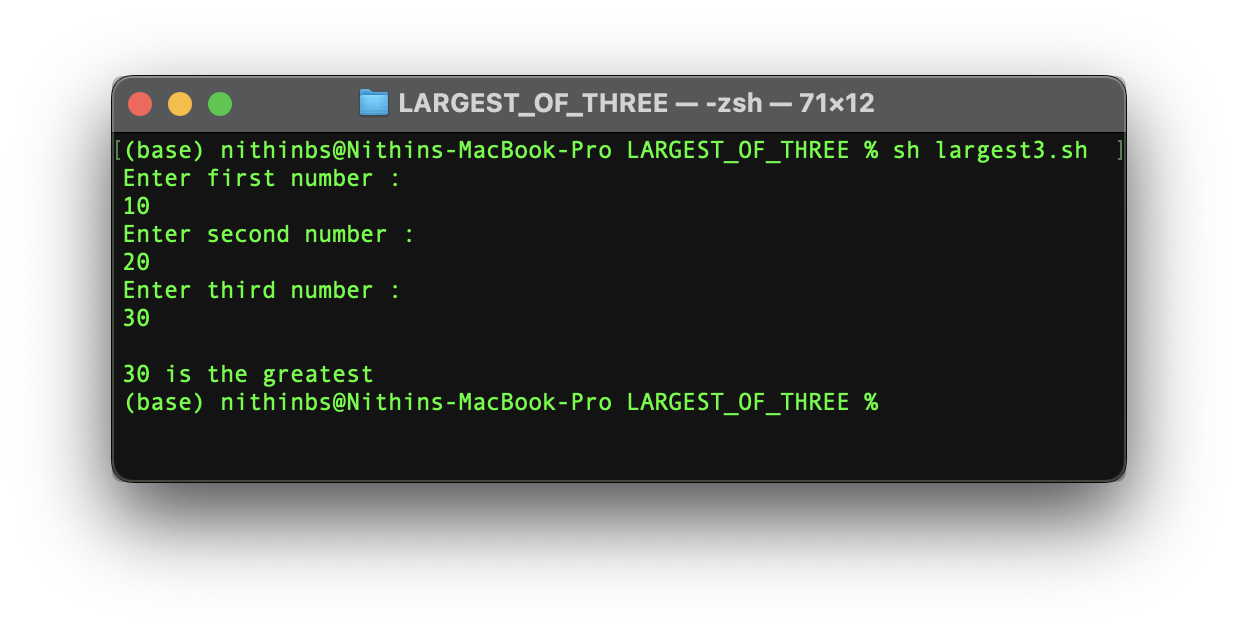 LARGEST_OF_THREE — -zsh — 71×12
[(base) nithinbs@Nithins-MacBook-Pro LARGEST_OF_THREE % sh largest3.sh  ]
Enter first number :
10
Enter second number :
20
Enter third number :
30
30 is the greatest
(base) nithinbs@Nithins-MacBook-Pro LARGEST_OF_THREE %